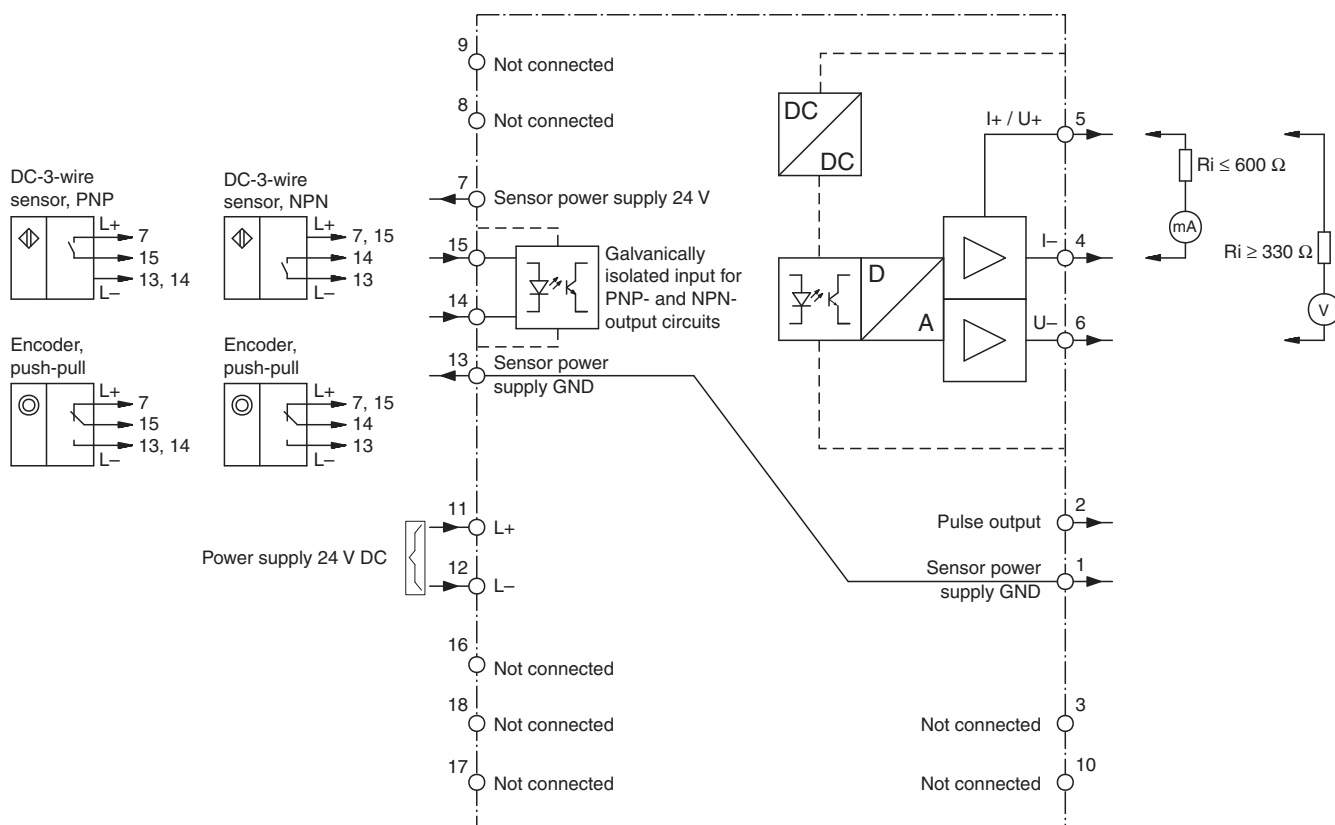 9
Not connected
8
Not connected
7
Sensor power supply 24 V
15
14
Galvanically
isolated input for
PNP- and NPN-
output circuits
13
Sensor power
supply GND
DC-3-wire
sensor, PNP
L+
7
15
13, 14
L–
DC-3-wire
sensor, NPN
L+
7, 15
14
13
L–
Encoder,
push-pull
L+
7
15
13, 14
L–
Encoder,
push-pull
L+
7, 15
14
13
L–
Power supply 24 V DC
11
L+
12
L–
16
Not connected
18
Not connected
17
Not connected
DC
DC
D
A
I+ / U+
5
I–
4
U–
6
Ri ≤ 600 Ω
mA
Ri ≥ 330 Ω
V
Pulse output
2
Sensor power
supply GND
1
Not connected
3
Not connected
10